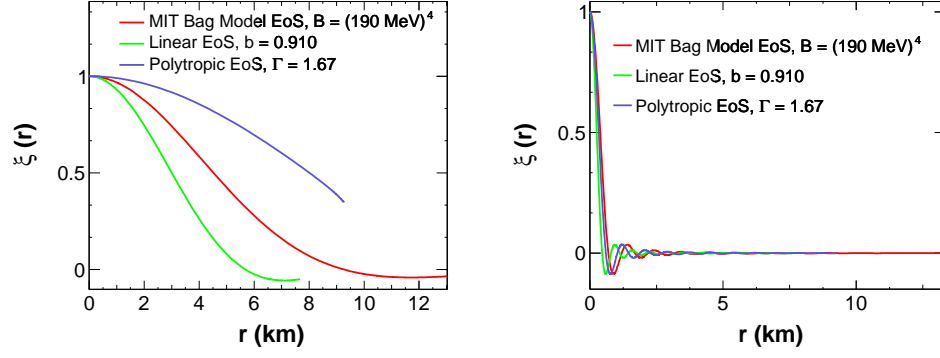 MIT Bag Model EoS, B = (190 MeV)⁴
Linear EoS, b = 0.910
Polytropic EoS, Γ = 1.67
ξ (r)
1
0.5
0
0 2 4 6 8 10 12
r (km)
MIT Bag Model EoS, B = (190 MeV)⁴
Linear EoS, b = 0.910
Polytropic EoS, Γ = 1.67
ξ (r)
1
0.5
0
0 5 10
r (km)